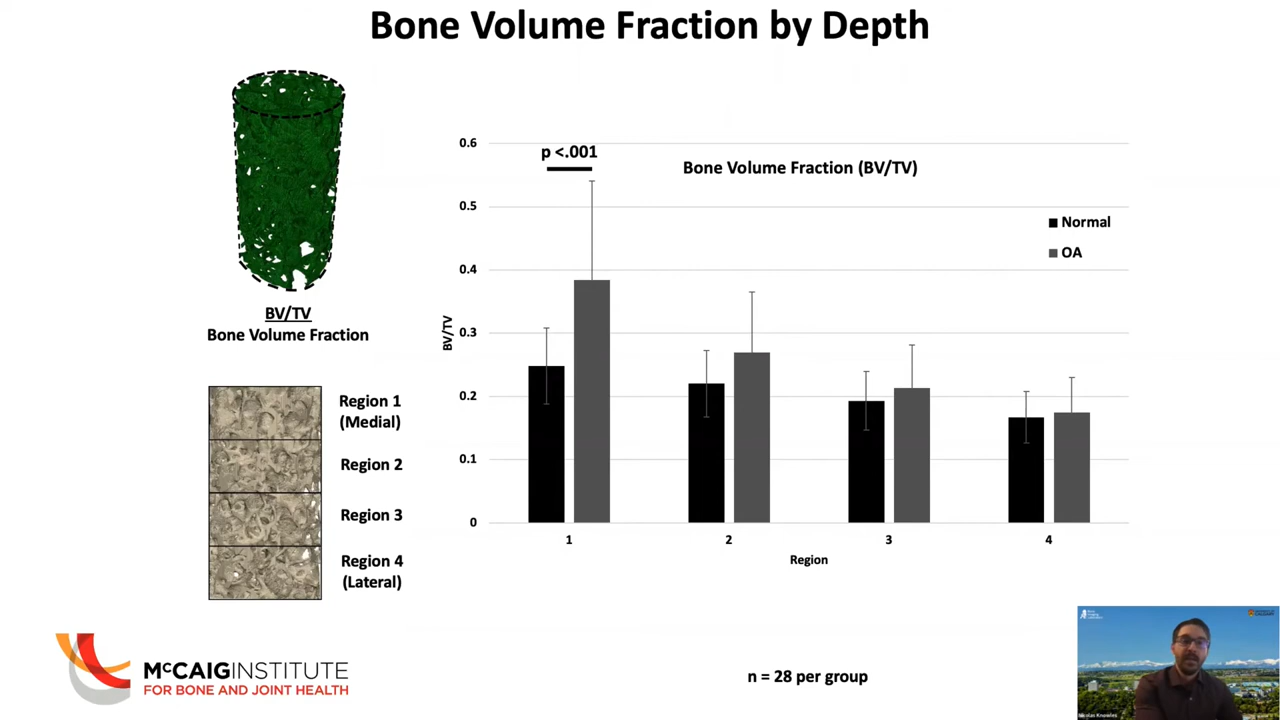 Bone Volume Fraction by Depth
BV/TV
Bone Volume Fraction
Region 1
(Medial)
Region 2
Region 3
Region 4
(Lateral)
0.6
0.5
0.4
0.3
0.2
0.1
0
BV/TV
p <.001
Bone Volume Fraction (BV/TV)
Normal
OA
1
2
3
4
Region
McCAIG INSTITUTE
FOR BONE AND JOINT HEALTH
n = 28 per group
Nicolas Knowles